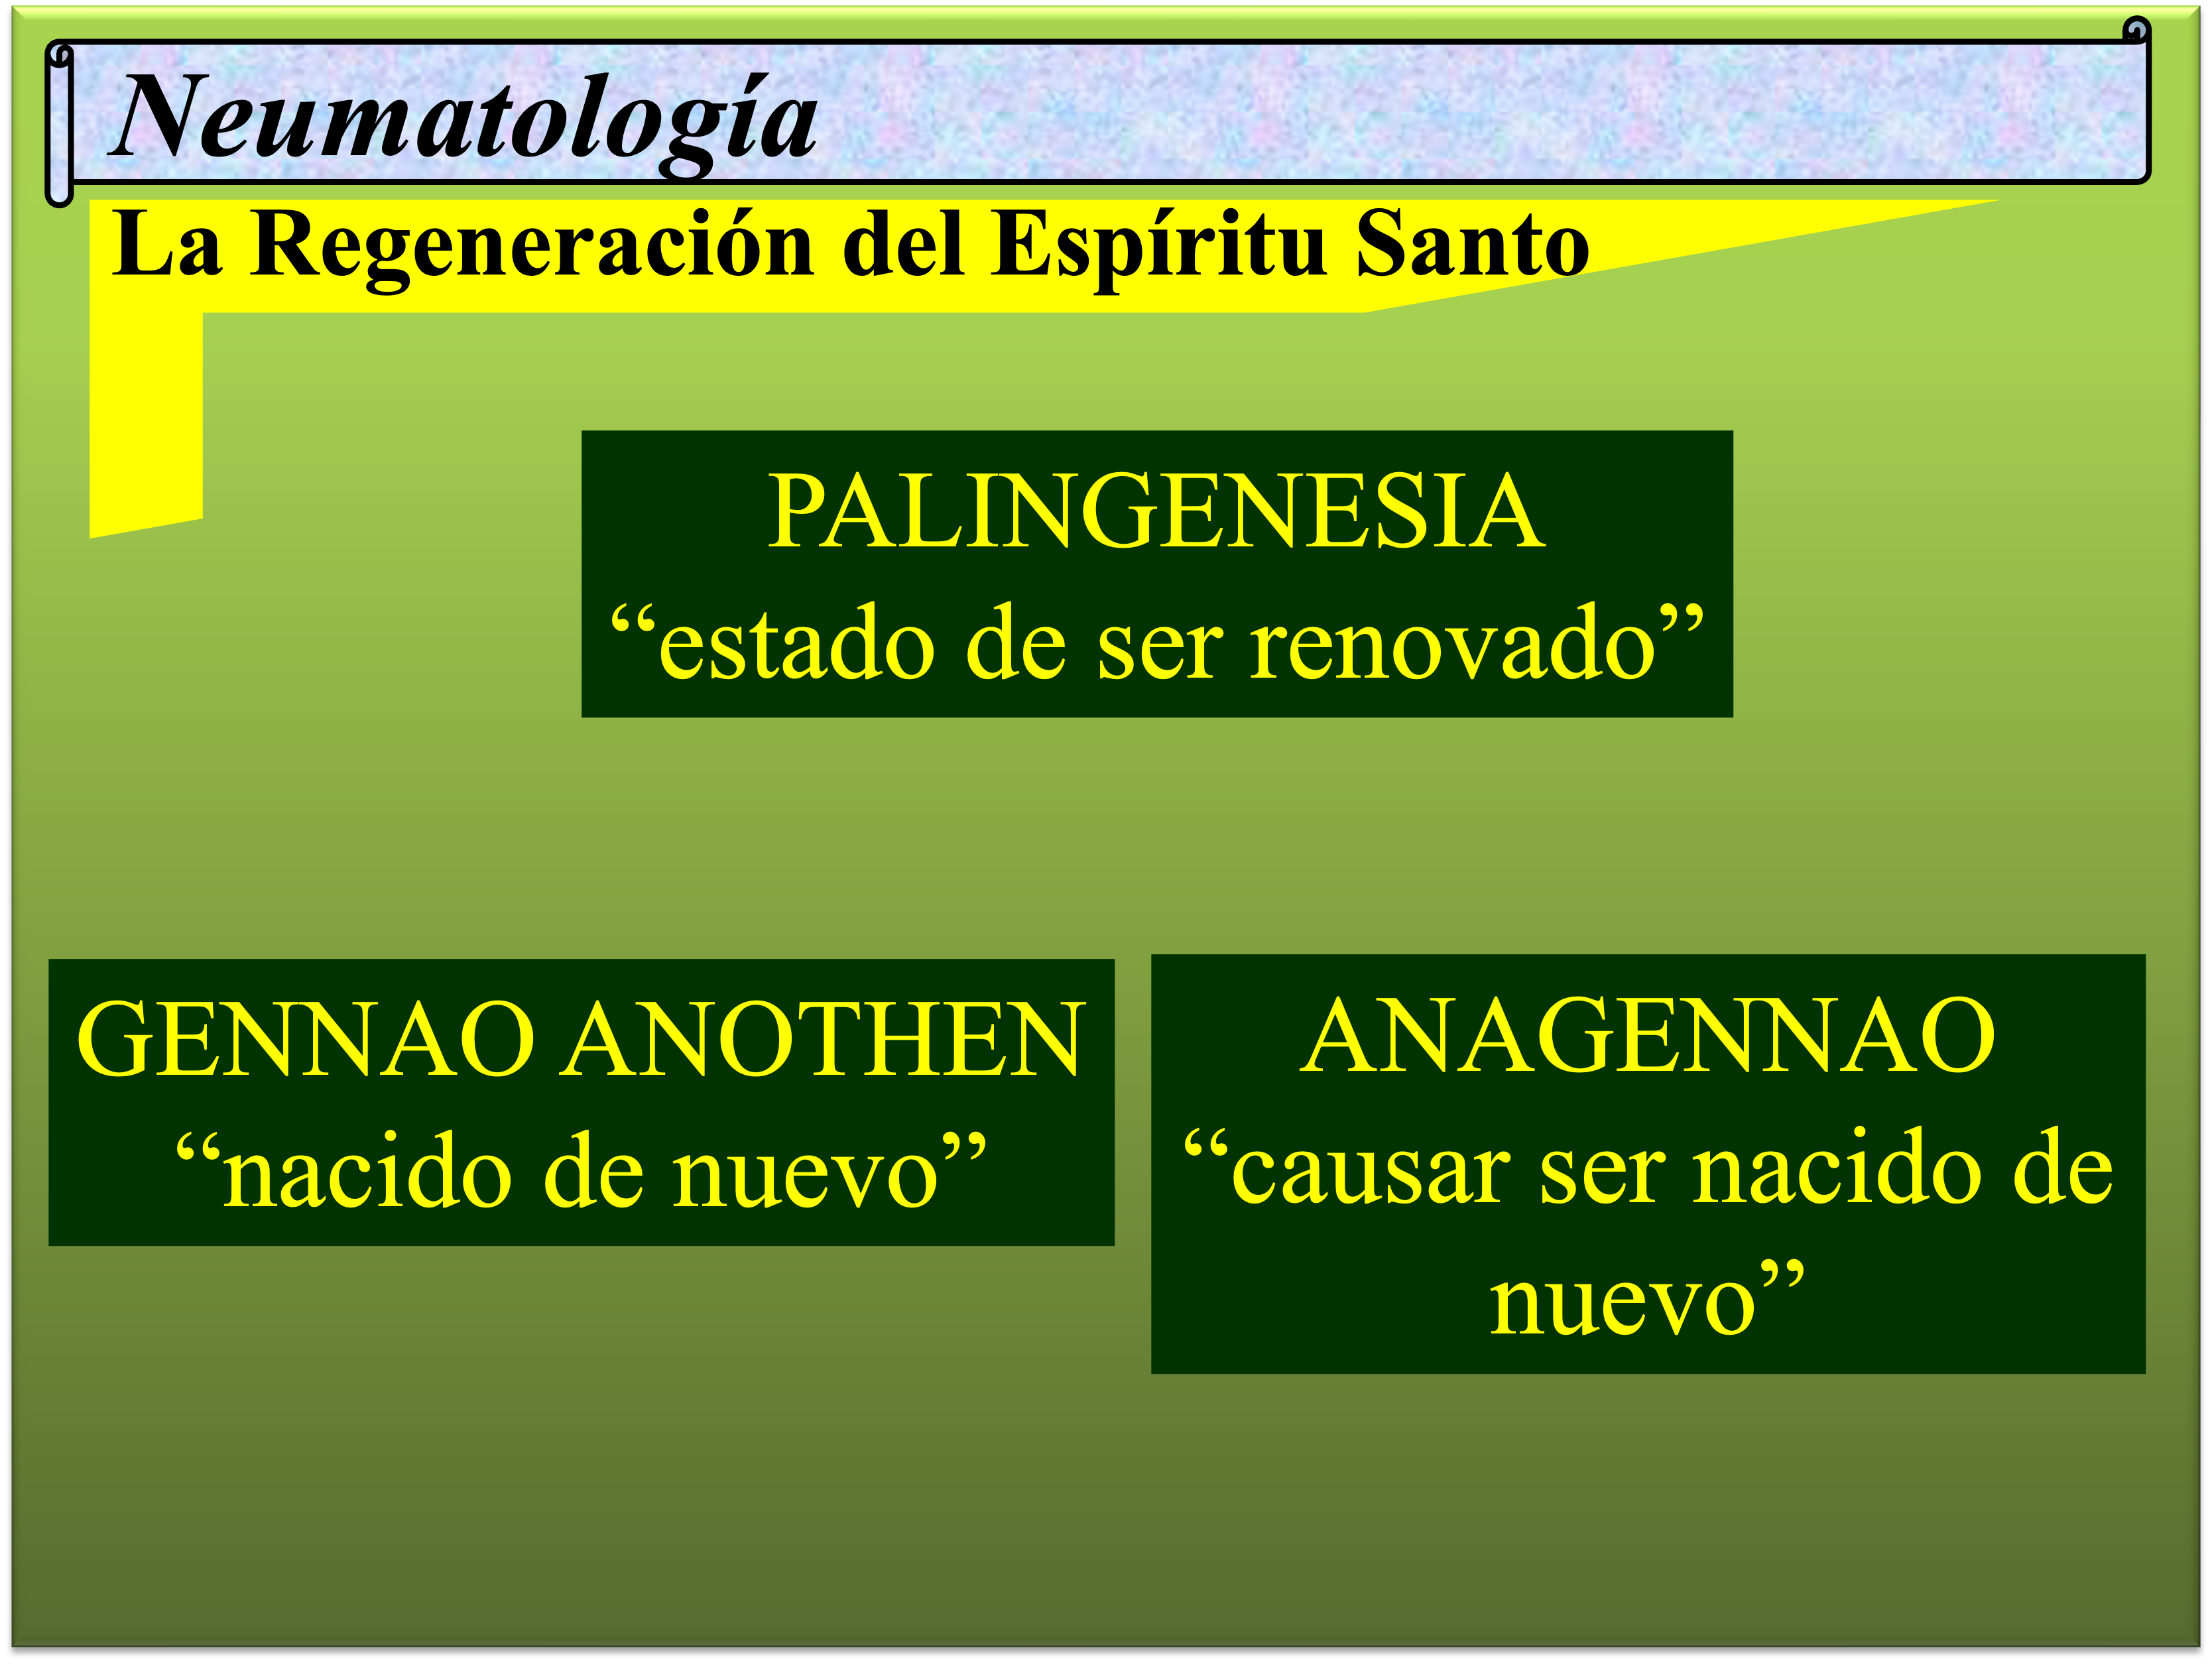 Neumatología
La Regeneración del Espíritu Santo
PALINGENESIA
“estado de ser renovado”
GENNAO ANOTHEN
“nacido de nuevo”
ANAGENNAO
“causar ser nacido de
nuevo”